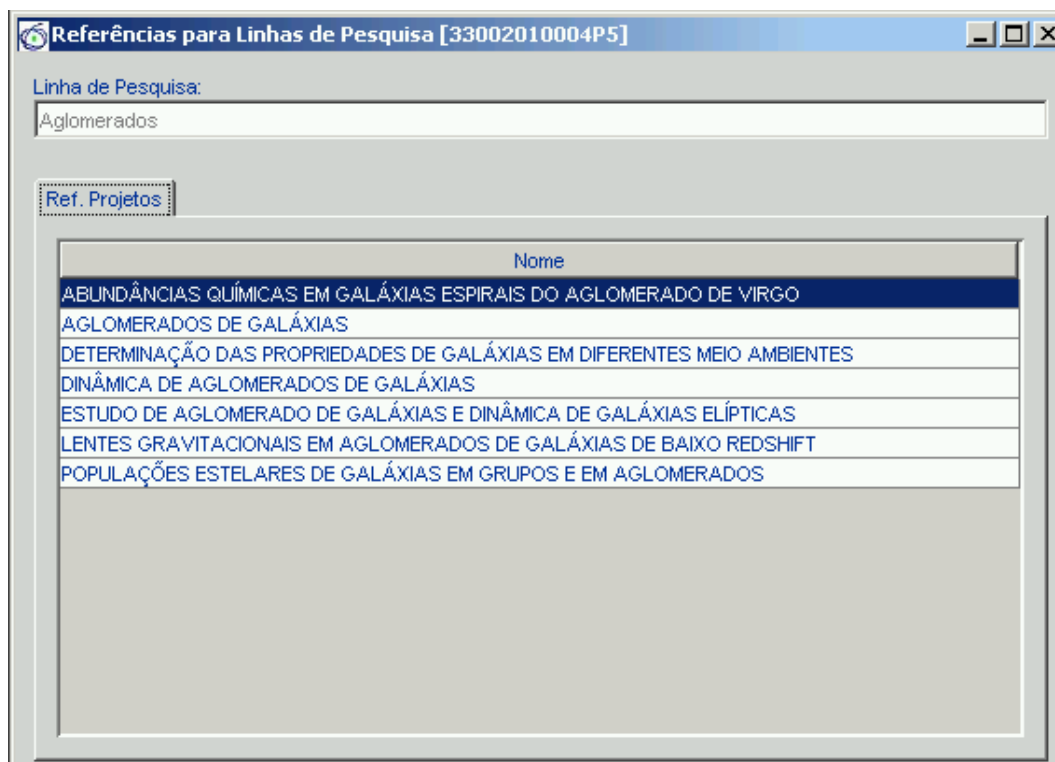 Referências para Linhas de Pesquisa [33002010004P5]
Linha de Pesquisa:
Aglomerados
Ref. Projetos
Nome
ABUNDÂNCIAS QUÍMICAS EM GALÁXIAS ESPIRAIS DO AGLOMERADO DE VIRGO
AGLOMERADOS DE GALÁXIAS
DETERMINAÇÃO DAS PROPRIEDADES DE GALÁXIAS EM DIFERENTES MEIO AMBIENTES
DINÂMICA DE AGLOMERADOS DE GALÁXIAS
ESTUDO DE AGLOMERADO DE GALÁXIAS E DINÂMICA DE GALÁXIAS ELÍPTICAS
LENTES GRAVITACIONAIS EM AGLOMERADOS DE GALÁXIAS DE BAIXO REDSHIFT
POPULAÇÕES ESTELARES DE GALÁXIAS EM GRUPOS E EM AGLOMERADOS